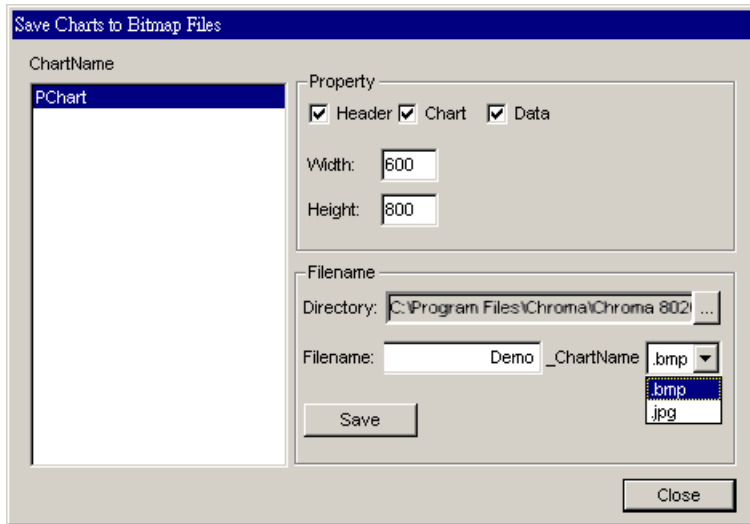 Save Charts to Bitmap Files
ChartName
PChart
Property
Header Chart Data
Width: 600
Height: 800
Filename
Directory: C:\Program Files\Chroma\Chroma 802 ...
Filename: Demo _ChartName .bmp
.bmp
.jpg
Save
Close